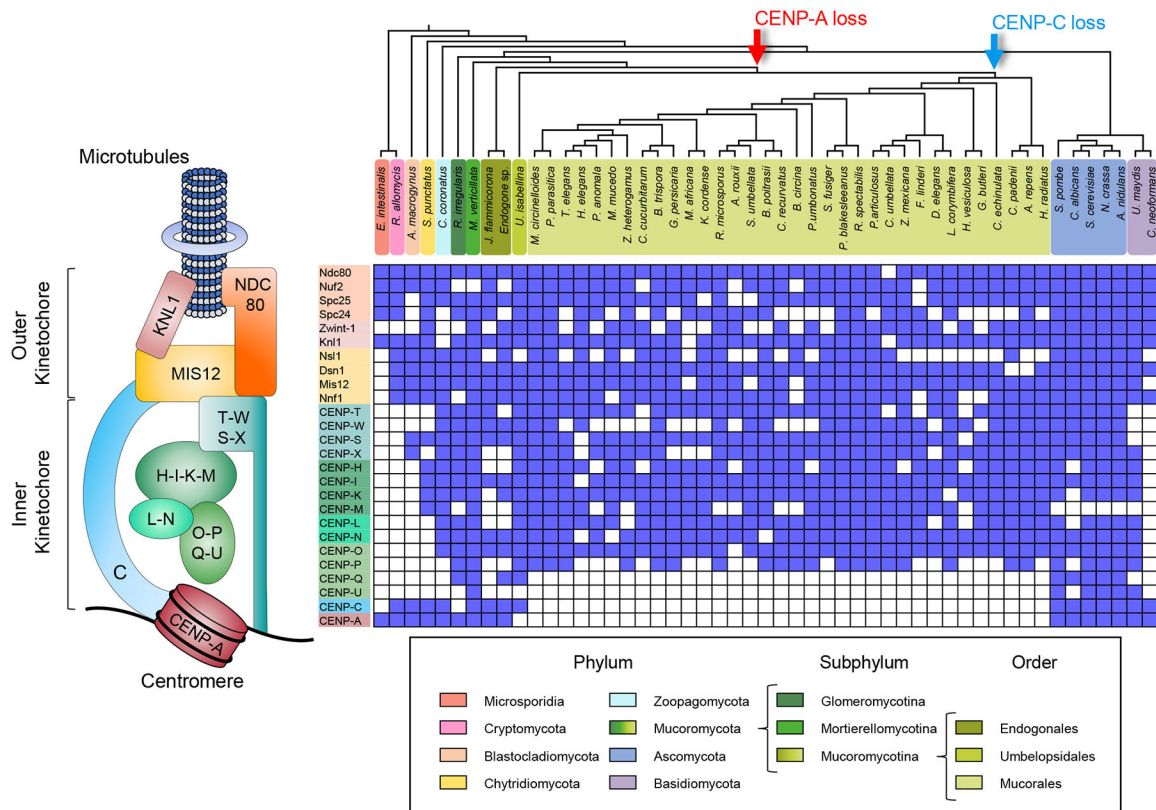 CENP-A loss
CENP-C loss
Microtubules
E. intestinalis
R. allomycis
A. macrogynus
S. punctatus
C. coronatus
R. irregularis
M. verticillata
J. flammicorona
Endogone sp.
U. isabellina
M. circinelloides
P. parasitica
T. elegans
H. elegans
P. anomala
M. mucedo
Z. heterogamus
C. cucurbitarum
B. trispora
G. persicaria
M. africana
K. cordense
R. microsporus
A. rouxii
S. umbellata
B. poitrasii
C. recurvatus
B. circina
P. umbonatus
S. fusiger
P. blakesleeanus
R. spectabilis
P. articulosus
C. umbellata
Z. mexicana
F. linderi
D. elegans
L. corymbifera
H. vesiculosa
G. butleri
C. echinulata
C. padenii
A. repens
H. radiatus
S. pombe
C. albicans
S. cerevisiae
N. crassa
A. nidulans
U. maydis
C. neoformans
Outer
Kinetochore
KNL1
NDC
80
MIS12
Inner
Kinetochore
T-W
S-X
H-I-K-M
L-N
O-P
Q-U
C
CENP-A
Centromere
Ndc80
Nuf2
Spc25
Spc24
Zwint-1
Knl1
Nsl1
Dsn1
Mis12
Nnf1
CENP-T
CENP-W
CENP-S
CENP-X
CENP-H
CENP-I
CENP-K
CENP-M
CENP-L
CENP-N
CENP-O
CENP-P
CENP-Q
CENP-U
CENP-C
CENP-A
Phylum Subphylum Order
Microsporidia Zoopagomycota Glomeromycotina
Cryptomycota Mucoromycota Mortierellomycotina Endogonales
Blastocladiomycota Ascomycota Mucoromycotina Umbelopsidales
Chytridiomycota Basidiomycota Mucorales